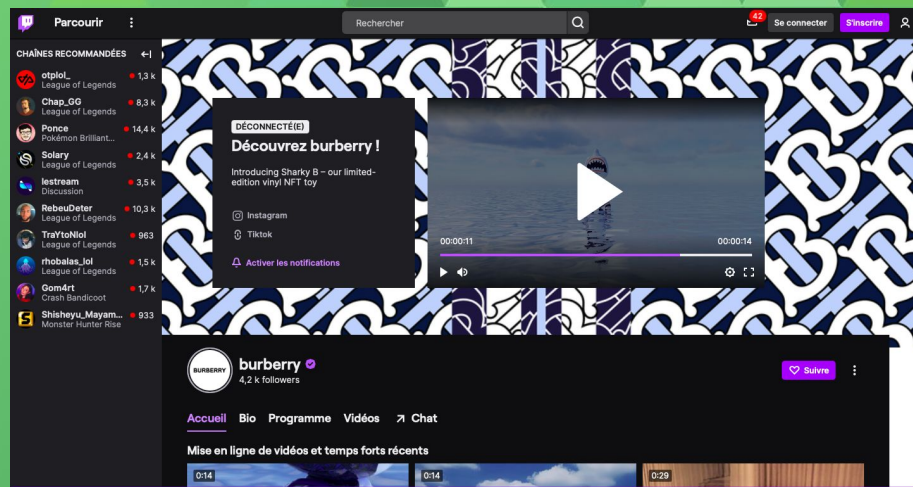 Parcourir
Rechercher
42
Se connecter
S'inscrire
CHAÎNES RECOMMANDÉES
otplol_
1,3 k
League of Legends
Chap_GG
8,3 k
League of Legends
Ponce
14,4 k
Pokémon Brilliant...
Solary
2,4 k
League of Legends
lestream
3,5 k
Discussion
RebeuDeter
10,3 k
League of Legends
TraYtoNlol
963
League of Legends
rhobalas_lol
1,5 k
League of Legends
Gom4rt
1,7 k
Crash Bandicoot
Shisheyu_Mayam...
933
Monster Hunter Rise
DÉCONNECTÉ(E)
Découvrez burberry !
Introducing Sharky B – our limited-
edition vinyl NFT toy
Instagram
Tiktok
Activer les notifications
00:00:11
00:00:14
BURBERRY
burberry
4,2 k followers
Suivre
Accueil Bio Programme Vidéos Chat
Mise en ligne de vidéos et temps forts récents
0:14
0:14
0:29